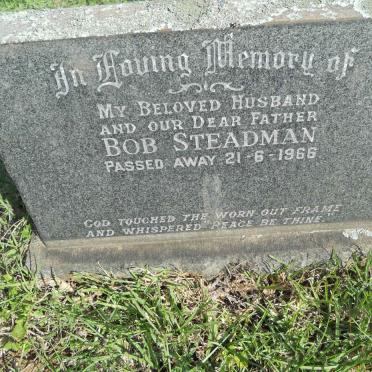 In Loving Memory of
MY BELOVED HUSBAND
AND OUR DEAR FATHER
BOB STEADMAN
PASSED AWAY 21-6-1966
GOD TOUCHED THE WORN OUT FRAME
AND WHISPERED "PEACE BE THINE."